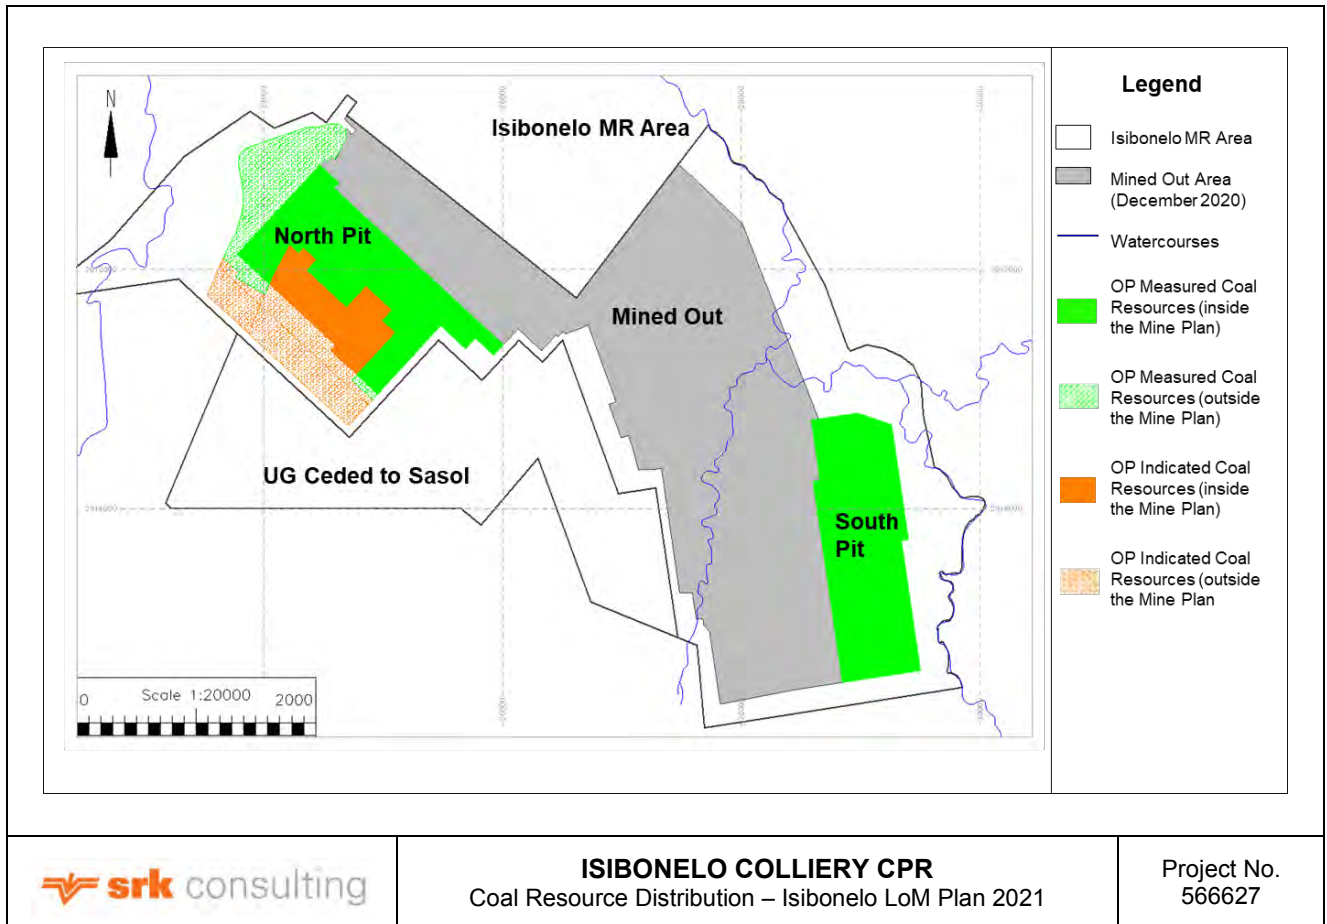 N
Isibonelo MR Area
North Pit
Mined Out
UG Ceded to Sasol
South
Pit
0
Scale 1:20000
2000
Legend
Isibonelo MR Area
Mined Out Area
(December 2020)
Watercourses
OP Measured Coal
Resources (inside
the Mine Plan)
OP Measured Coal
Resources (outside
the Mine Plan)
OP Indicated Coal
Resources (inside
the Mine Plan)
OP Indicated Coal
Resources (outside
the Mine Plan
srk consulting
ISIBONELO COLLIERY CPR
Coal Resource Distribution – Isibonelo LoM Plan 2021
Project No.
566627